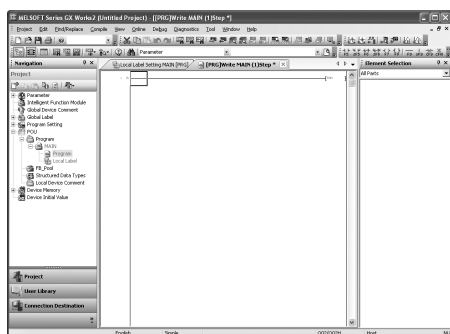 MELSOFT Series GX Works2 (Untitled Project) - [[PRG]Write MAIN (1)Step *]
Project Edit Find/Replace Compile View Online Debug Diagnostics Tool Window Help
Parameter
Navigation
Local Label Setting MAIN [PRG]
[PRG]Write MAIN (1)Step *
Element Selection
Project
All Parts
Parameter
Intelligent Function Module
Global Device Comment
Global Label
Program Setting
POU
Program
MAIN
Program
Local Label
FB_Pool
Structured Data Types
Local Device Comment
Device Memory
Device Initial Value
Project
User Library
Connection Destination
English
Simple
Host